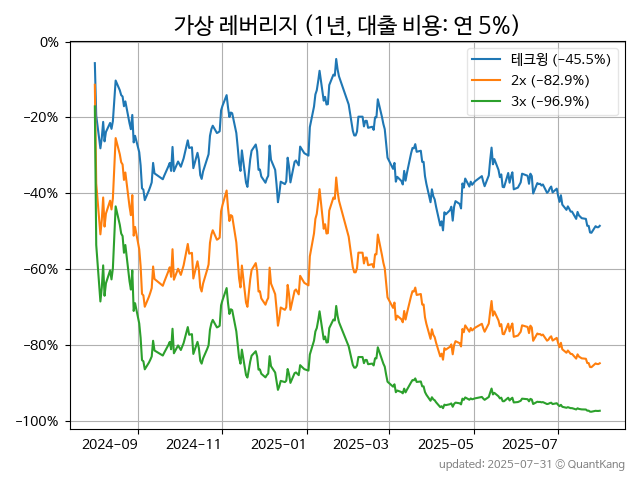 가상 레버리지 (1년, 대출 비용: 연 5%)
0%
−20%
−40%
−60%
−80%
−100%
테크윙 (−45.5%)
2x (−82.9%)
3x (−96.9%)
2024-09
2024-11
2025-01
2025-03
2025-05
2025-07
updated: 2025-07-31 © QuantKang